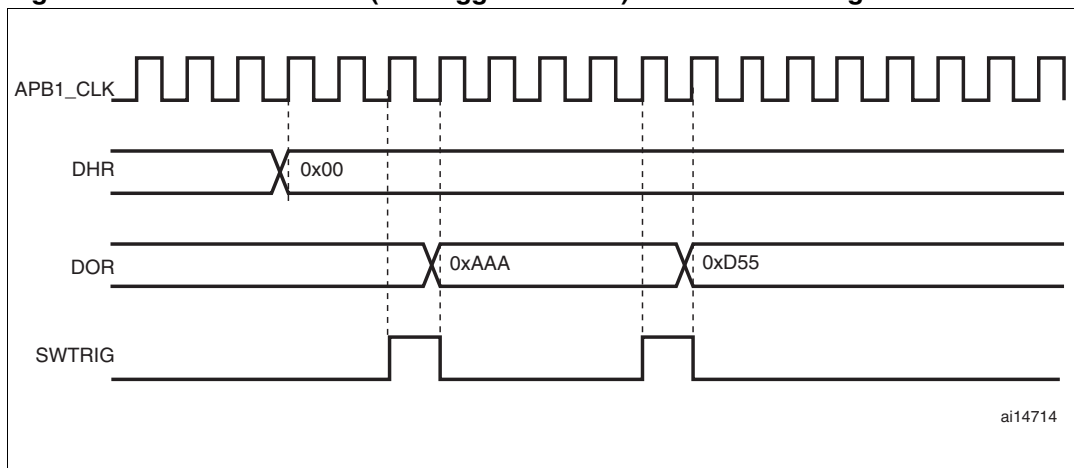 APB1_CLK
DHR
0x00
DOR
0xAAA
0xD55
SWTRIG
ai14714